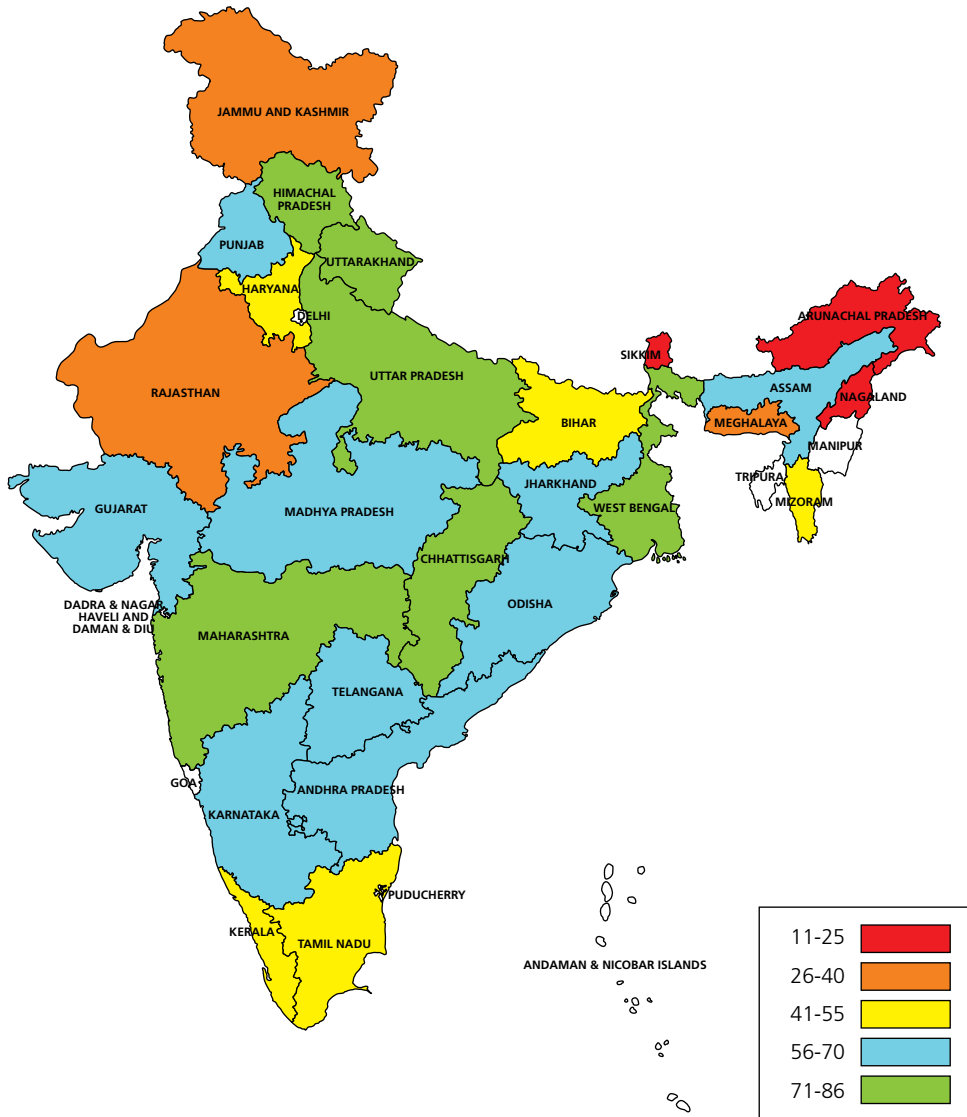 JAMMU AND KASHMIR
HIMACHAL
PRADESH
PUNJAB
UTTARAKHAND
HARYANA
DELHI
ARUNACHAL PRADESH
SIKKIM
UTTAR PRADESH
RAJASTHAN
ASSAM
NAGALAND
BIHAR
MEGHALAYA
MANIPUR
TRIPURA
MIZORAM
JHARKHAND
GUJARAT
MADHYA PRADESH
WEST BENGAL
CHHATTISGARH
DADRA & NAGAR
HAVELI AND
DAMAN & DIU
ODISHA
MAHARASHTRA
TELANGANA
GOA
ANDHRA PRADESH
KARNATAKA
PUDUCHERRY
KERALA
TAMIL NADU
ANDAMAN & NICOBAR ISLANDS
11-25
26-40
41-55
56-70
71-86